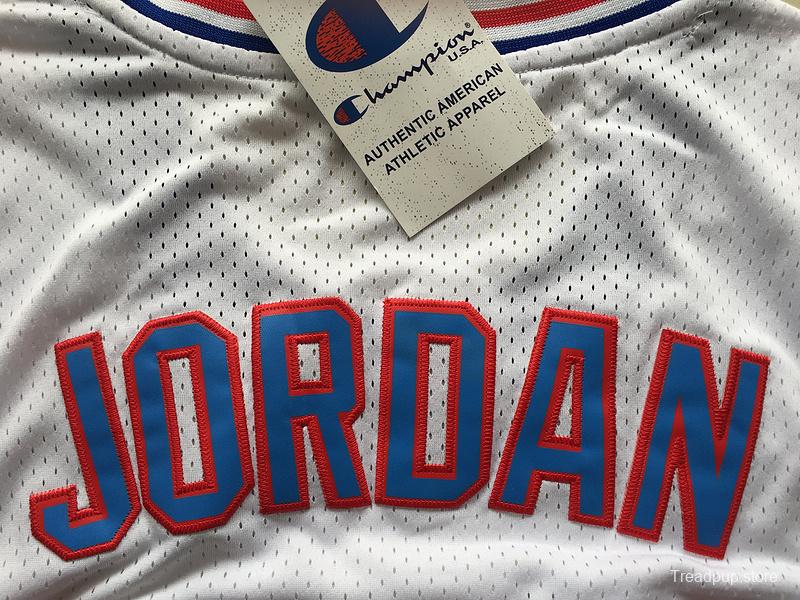 Champion®
U.S.A.
AUTHENTIC AMERICAN
ATHLETIC APPAREL
JORDAN
Treadpup.store